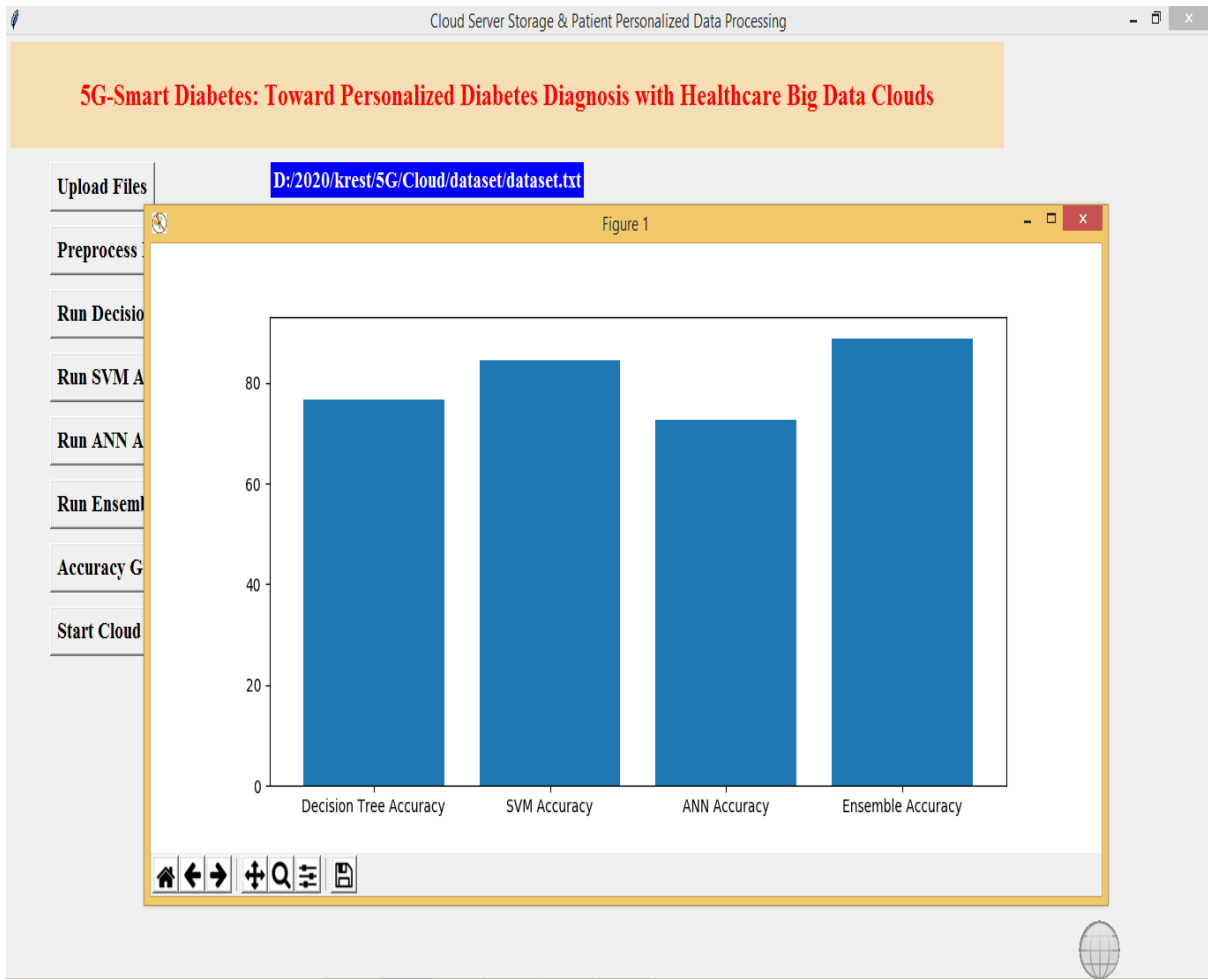 Cloud Server Storage & Patient Personalized Data Processing
5G-Smart Diabetes: Toward Personalized Diabetes Diagnosis with Healthcare Big Data Clouds
Upload Files
D:/2020/krest/5G/Cloud/dataset/dataset.txt
Figure 1
Preprocess
Run Decisio
Run SVM A
Run ANN A
Run Ensemb
Accuracy G
Start Cloud
80
60
40
20
0
Decision Tree Accuracy
SVM Accuracy
ANN Accuracy
Ensemble Accuracy